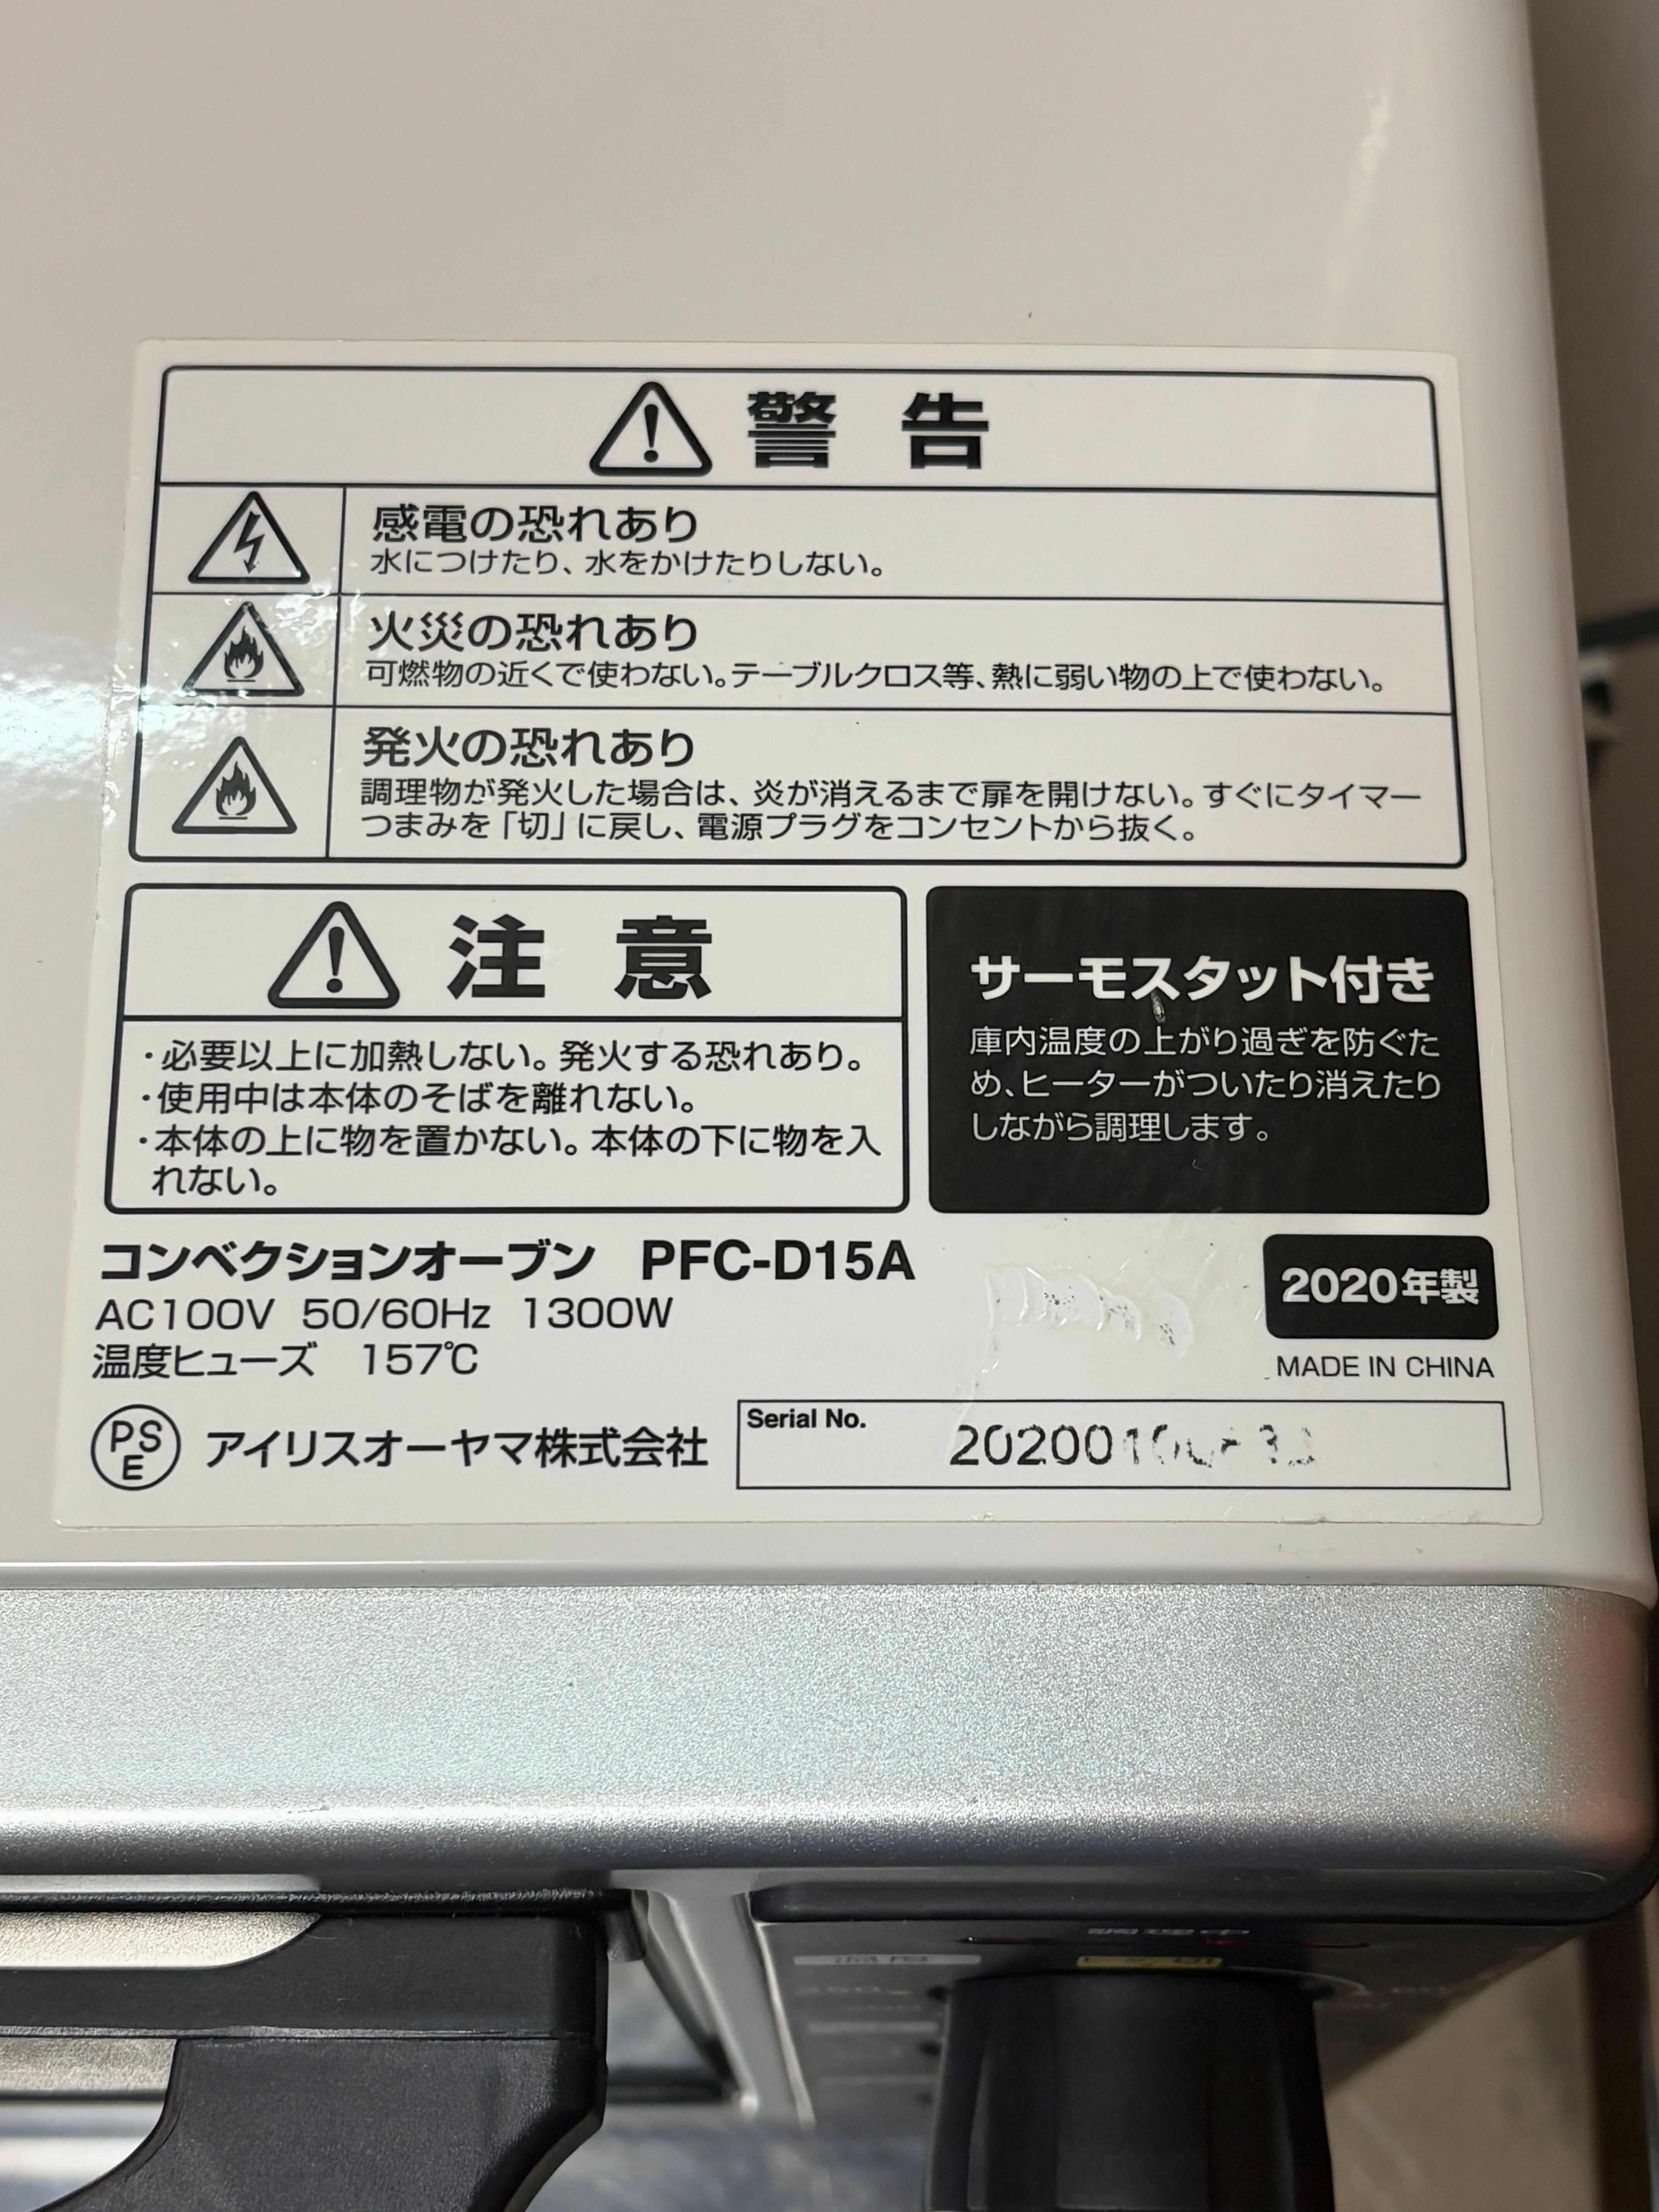 警告
感電の恐れあり
水につけたり、水をかけたりしない。
火災の恐れあり
可燃物の近くで使わない。テーブルクロス等、熱に弱い物の上で使わない。
発火の恐れあり
調理物が発火した場合は、炎が消えるまで扉を開けない。すぐにタイマー
つまみを「切」に戻し、電源プラグをコンセントから抜く。
注意
・必要以上に加熱しない。発火する恐れあり。
・使用中は本体のそばを離れない。
・本体の上に物を置かない。本体の下に物を入
れない。
サーモスタット付き
庫内温度の上がり過ぎを防ぐた
め、ヒーターがついたり消えたり
しながら調理します。
コンベクションオーブン PFC-D15A
AC100V 50/60Hz 1300W
温度ヒューズ 157℃
2020年製
MADE IN CHINA
PSE アイリスオーヤマ株式会社
Serial No.